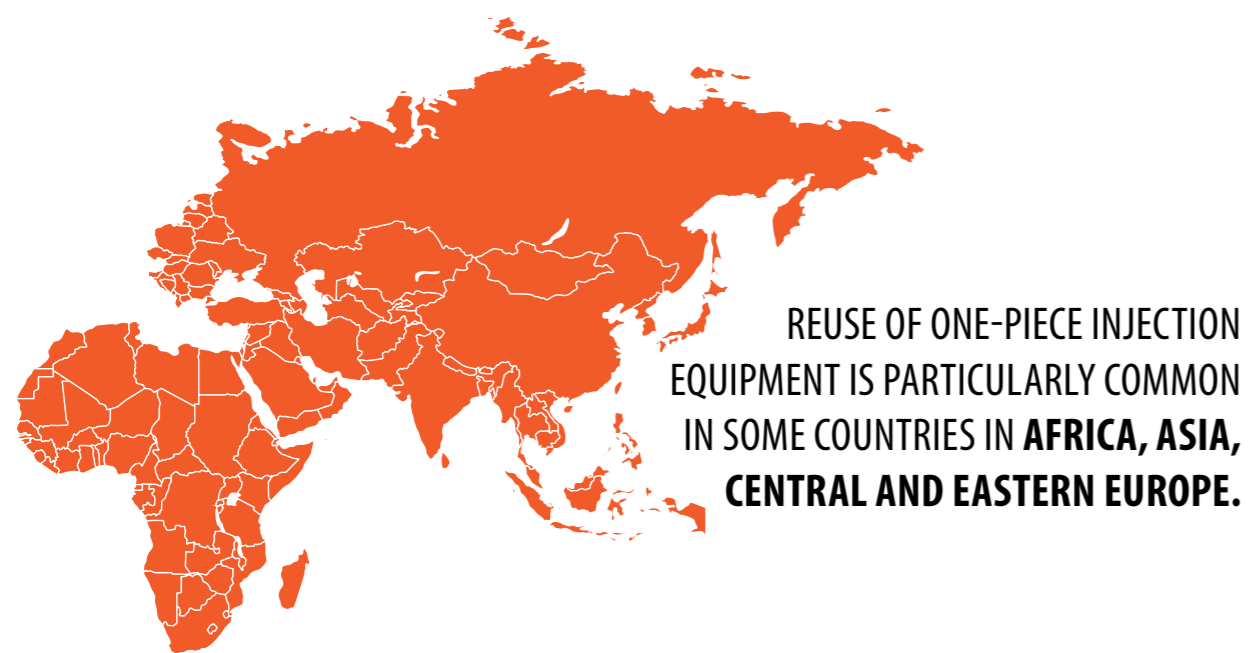 REUSE OF ONE-PIECE INJECTION
EQUIPMENT IS PARTICULARLY COMMON
IN SOME COUNTRIES IN AFRICA, ASIA,
CENTRAL AND EASTERN EUROPE.